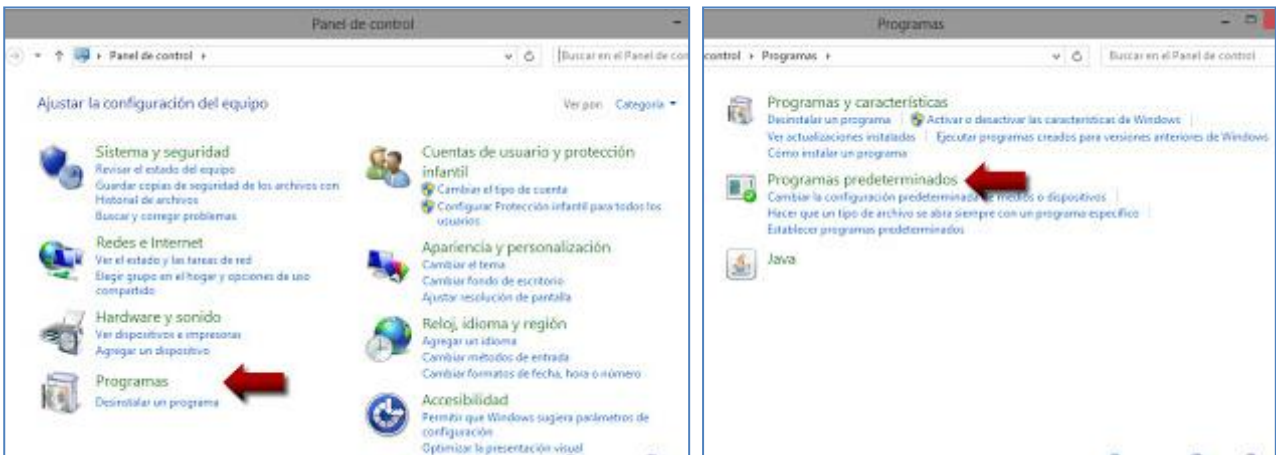 Panel de control
Panel de control
Buscar en el Panel de con
Ajustar la configuración del equipo
Ver por: Categoría
Sistema y seguridad
Revisar el estado del equipo
Guardar copias de seguridad de los archivos con
Historial de archivos
Buscar y corregir problemas
Redes e Internet
Ver el estado y las tareas de red
Elegir grupo en el hogar y opciones de uso
compartido
Hardware y sonido
Ver dispositivos e impresoras
Agregar un dispositivo
Programas
Desinstalar un programa
Cuentas de usuario y protección
infantil
Cambiar el tipo de cuenta
Configurar Protección infantil para todos los
usuarios
Apariencia y personalización
Cambiar el tema
Cambiar fondo de escritorio
Ajustar resolución de pantalla
Reloj, idioma y región
Agregar un idioma
Cambiar métodos de entrada
Cambiar formatos de fecha, hora o número
Accesibilidad
Permitir que Windows sugiera parámetros de
configuración
Optimizar la presentación visual
Programas
control Programas
Buscar en el Panel de control
Programas y características
Desinstalar un programa Activar o desactivar las características de Windows
Ver actualizaciones instaladas Ejecutar programas creados para versiones anteriores de Windows
Cómo instalar un programa
Programas predeterminados
Cambiar la configuración predeterminada de medios o dispositivos
Hacer que un tipo de archivo se abra siempre con un programa específico
Establecer programas predeterminados
Java